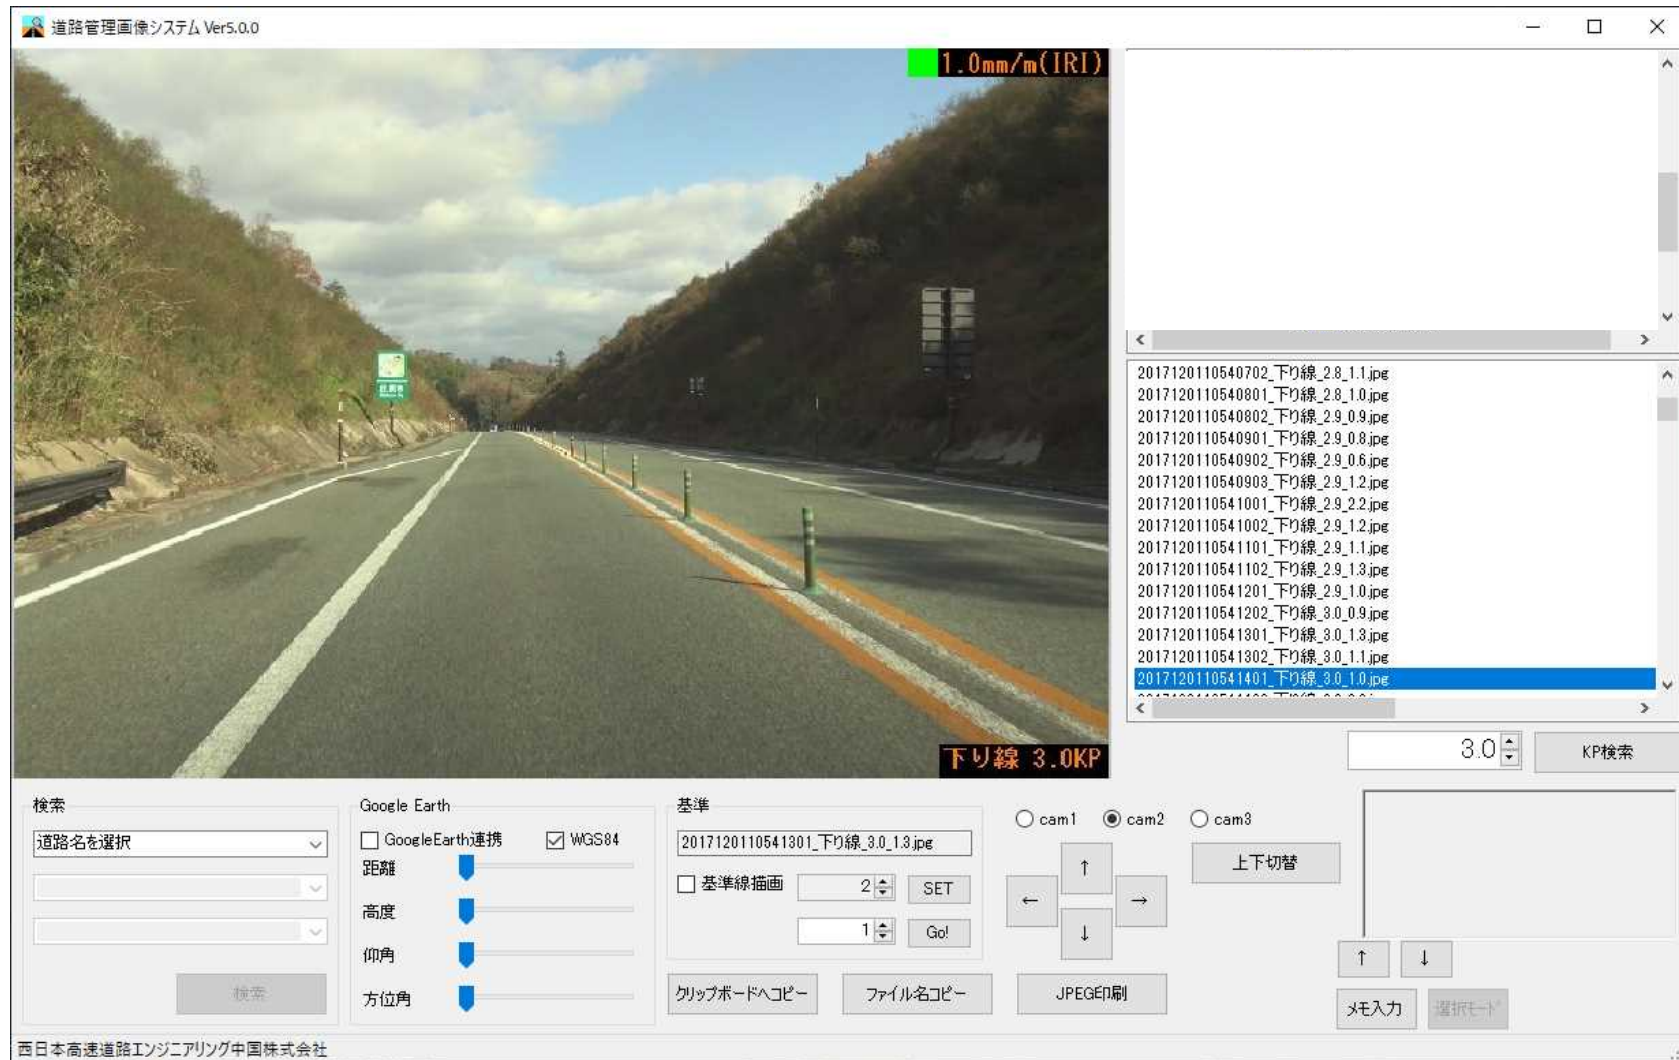 道路管理画像システム Ver5.0.0
1.0mm/m(IRI)
下り線 3.0KP
20171201105407​02_下り線_2.8_1.1.jpg
2017120110540801_下り線_2.8_1.0.jpg
2017120110540802_下り線_2.9_0.9.jpg
2017120110540901_下り線_2.9_0.8.jpg
2017120110540902_下り線_2.9_0.6.jpg
2017120110540903_下り線_2.9_1.2.jpg
2017120110541001_下り線_2.9_2.2.jpg
2017120110541002_下り線_2.9_1.2.jpg
2017120110541101_下り線_2.9_1.1.jpg
2017120110541102_下り線_2.9_1.3.jpg
2017120110541201_下り線_2.9_1.0.jpg
2017120110541202_下り線_3.0_0.9.jpg
2017120110541301_下り線_3.0_1.3.jpg
2017120110541302_下り線_3.0_1.1.jpg
2017120110541401_下り線_3.0_1.0.jpg
3.0
KP検索
検索
道路名を選択
検索
Google Earth
GoogleEarth連携 WGS84
距離
高度
仰角
方位角
基準
2017120110541301_下り線_3.0_1.3.jpg
基準線描画 2 SET
1 Go!
クリップボードへコピー
ファイル名コピー
cam1 cam2 cam3
↑
← →
↓
上下切替
JPEG印刷
↑ ↓
メモ入力 選択モード
西日本高速道路エンジニアリング中国株式会社